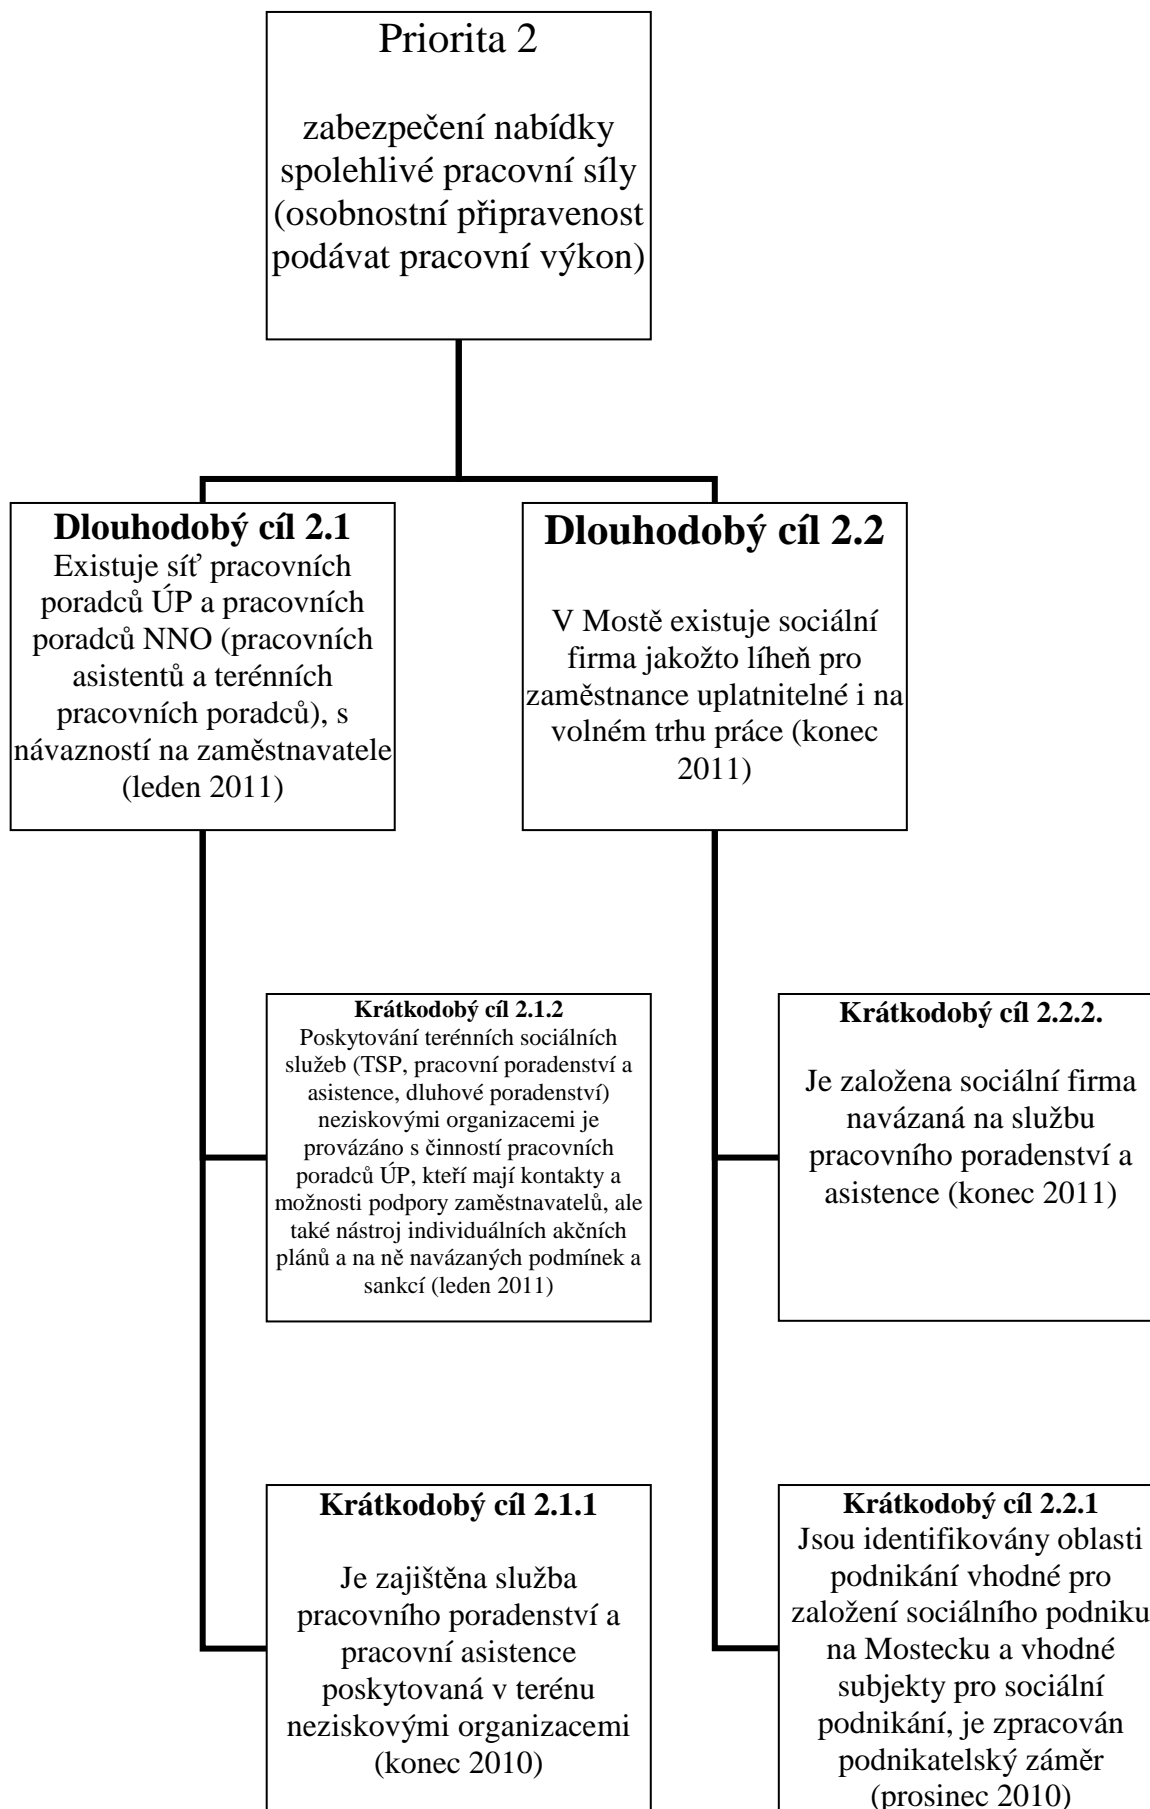 Priorita 2
zabezpečení nabídky
spolehlivé pracovní síly
(osobnostní připravenost
podávat pracovní výkon)
Dlouhodobý cíl 2.1
Existuje síť pracovních
poradců ÚP a pracovních
poradců NNO (pracovních
asistentů a terénních
pracovních poradců), s
návazností na zaměstnavatele
(leden 2011)
Dlouhodobý cíl 2.2
V Mostě existuje sociální
firma jakožto líheň pro
zaměstnance uplatnitelné i na
volném trhu práce (konec
2011)
Krátkodobý cíl 2.1.2
Poskytování terénních sociálních
služeb (TSP, pracovní poradenství a
asistence, dluhové poradenství)
neziskovými organizacemi je
provázáno s činností pracovních
poradců ÚP, kteří mají kontakty a
možnosti podpory zaměstnavatelů, ale
také nástroj individuálních akčních
plánů a na ně navázaných podmínek a
sankcí (leden 2011)
Krátkodobý cíl 2.2.2.
Je založena sociální firma
navázaná na službu
pracovního poradenství a
asistence (konec 2011)
Krátkodobý cíl 2.1.1
Je zajištěna služba
pracovního poradenství a
pracovní asistence
poskytovaná v terénu
neziskovými organizacemi
(konec 2010)
Krátkodobý cíl 2.2.1
Jsou identifikovány oblasti
podnikání vhodné pro
založení sociálního podniku
na Mostecku a vhodné
subjekty pro sociální
podnikání, je zpracován
podnikatelský záměr
(prosinec 2010)